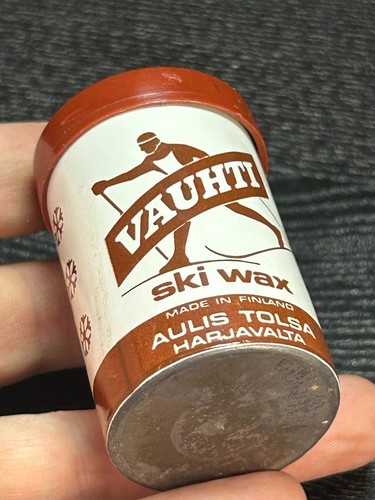 VAUHTI
ski wax
MADE IN FINLAND
AULIS TOLSA
HARJAVALTA